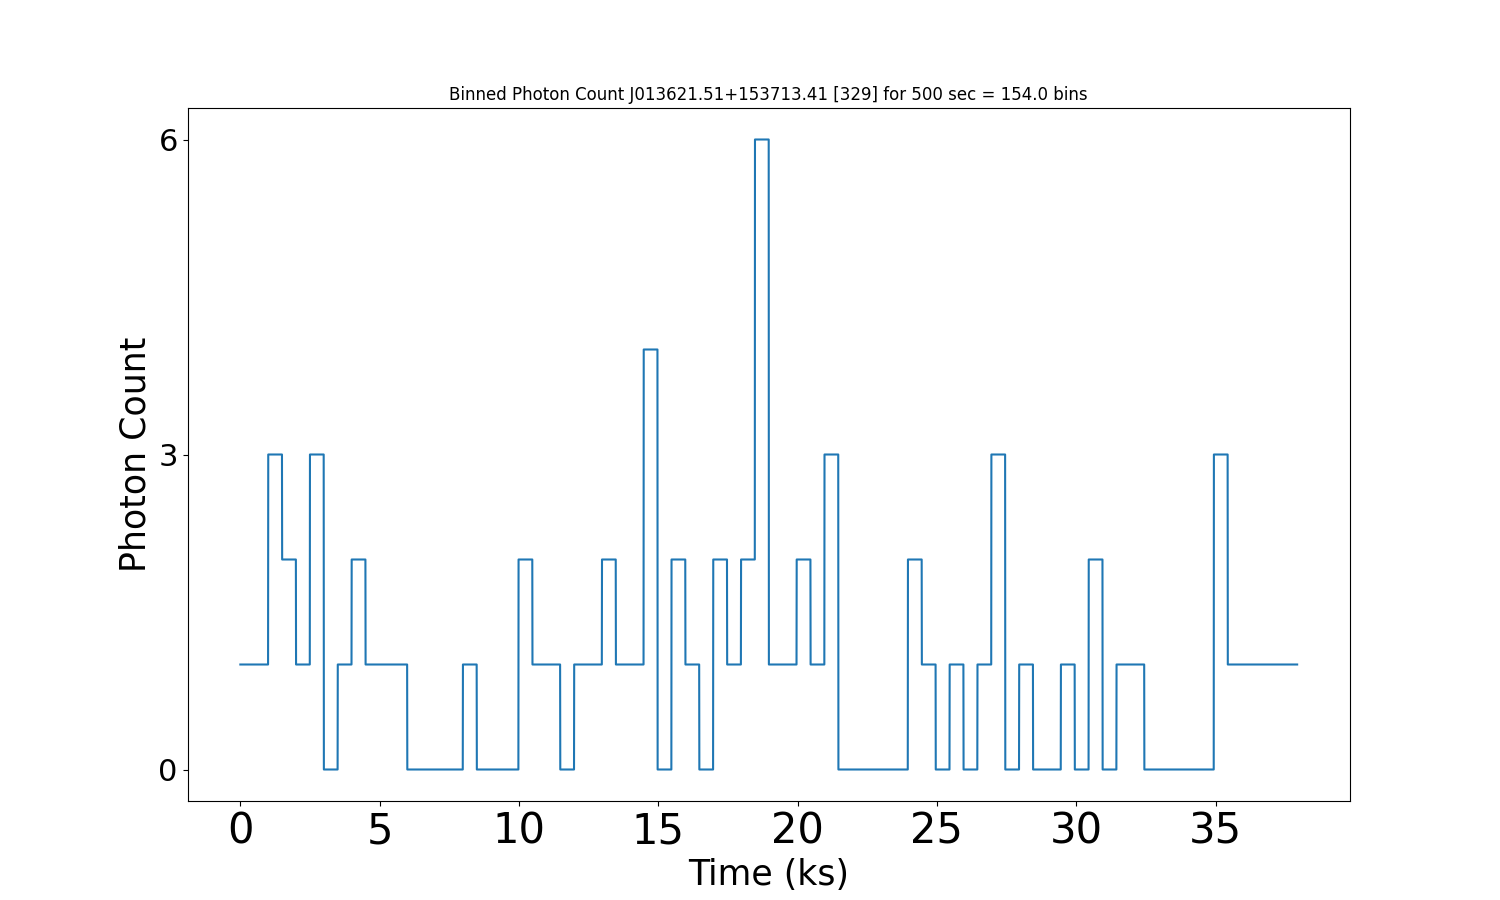 Binned Photon Count J013621.51+153713.41 [329] for 500 sec = 154.0 bins
6
3
0
Photon Count
0 5 10 15 20 25 30 35
Time (ks)